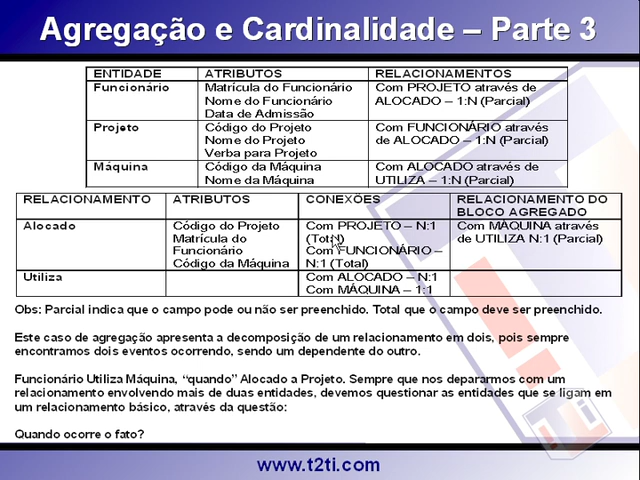 Agregação e Cardinalidade – Parte 3
ENTIDADE ATRIBUTOS RELACIONAMENTOS
Funcionário Matrícula do Funcionário Com PROJETO através de
Nome do Funcionário ALOCADO – 1:N (Parcial)
Data de Admissão
Projeto Código do Projeto Com FUNCIONÁRIO através
Nome do Projeto de ALOCADO – 1:N (Parcial)
Verba para Projeto
Máquina Código da Máquina Com ALOCADO através de
Nome da Máquina UTILIZA – 1:N (Parcial)
RELACIONAMENTO ATRIBUTOS CONEXÕES RELACIONAMENTO DO
BLOCO AGREGADO
Alocado Código do Projeto Com PROJETO – N:1 Com MÁQUINA através
Matrícula do de UTILIZA N:1 (Parcial)
Funcionário Com FUNCIONÁRIO –
Código da Máquina N:1 (Total)
Utiliza Com ALOCADO – N:1
Com MÁQUINA – 1:1
Obs: Parcial indica que o campo pode ou não ser preenchido. Total que o campo deve ser preenchido.
Este caso de agregação apresenta a decomposição de um relacionamento em dois, pois sempre
encontramos dois eventos ocorrendo, sendo um dependente do outro.
Funcionário Utiliza Máquina, “quando” Alocado a Projeto. Sempre que nos depararmos com um
relacionamento envolvendo mais de duas entidades, devemos questionar as entidades que se ligam em
um relacionamento básico, através da questão:
Quando ocorre o fato?
www.t2ti.com